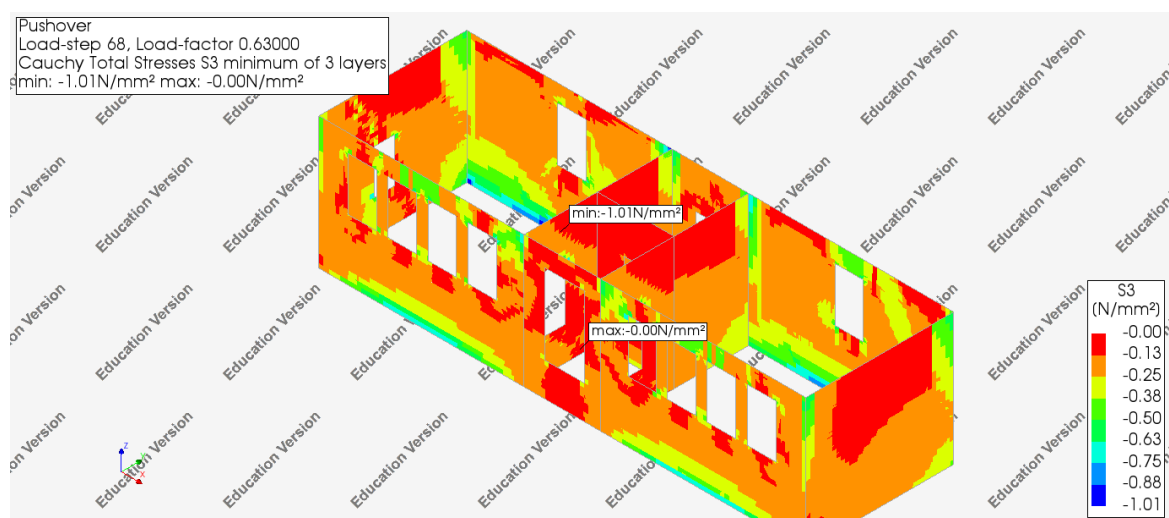 Pushover
Load-step 68, Load-factor 0.63000
Cauchy Total Stresses S3 minimum of 3 layers
min: -1.01N/mm² max: -0.00N/mm²
min:-1.01N/mm²
max:-0.00N/mm²
S3
(N/mm²)
-0.00
-0.13
-0.25
-0.38
-0.50
-0.63
-0.75
-0.88
-1.01
Z
Y
X
Education Version